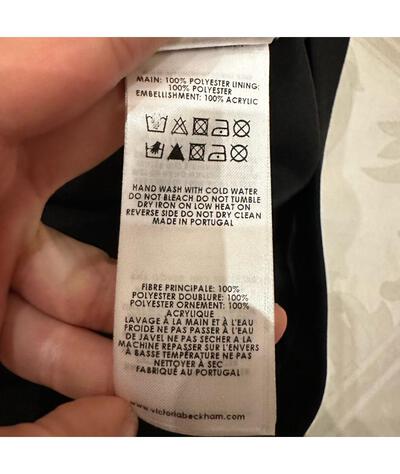 MAIN: 100% POLYESTER LINING:
100% POLYESTER
EMBELLISHMENT: 100% ACRYLIC
HAND WASH WITH COLD WATER
DO NOT BLEACH DO NOT TUMBLE
DRY IRON ON LOW HEAT ON
REVERSE SIDE DO NOT DRY CLEAN
MADE IN PORTUGAL
FIBRE PRINCIPALE: 100%
POLYESTER DOUBLURE: 100%
POLYESTER ORNEMENT: 100%
ACRYLIQUE
LAVAGE À LA MAIN ET À L'EAU
FROIDE NE PAS PASSER À L'EAU
DE JAVEL NE PAS SECHER A LA
MACHINE REPASSER SUR L'ENVERS
À BASSE TEMPÉRATURE NE PAS
NETTOYER À SEC
FABRIQUÉ AU PORTUGAL
www.victoriabeckham.com